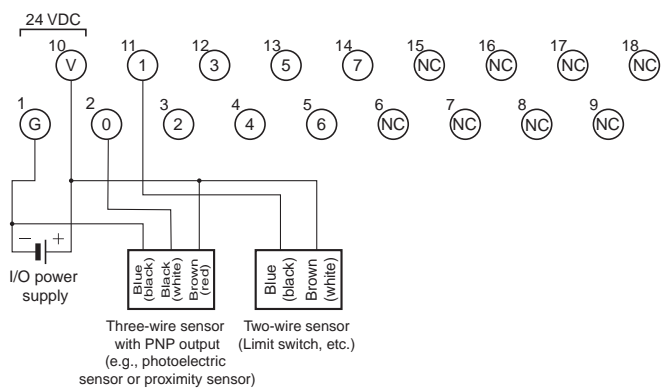 24 VDC
10 11 12 13 14 15 16 17 18
V 1 3 5 7 NC NC NC NC
1 2 3 4 5 6 7 8 9
G 0 2 4 6 NC NC NC NC
− +
I/O power
supply
Blue
(black)
Black
(white)
Brown
(red)
Blue
(black)
Brown
(white)
Three-wire sensor
with PNP output
(e.g., photoelectric
sensor or proximity sensor)
Two-wire sensor
(Limit switch, etc.)